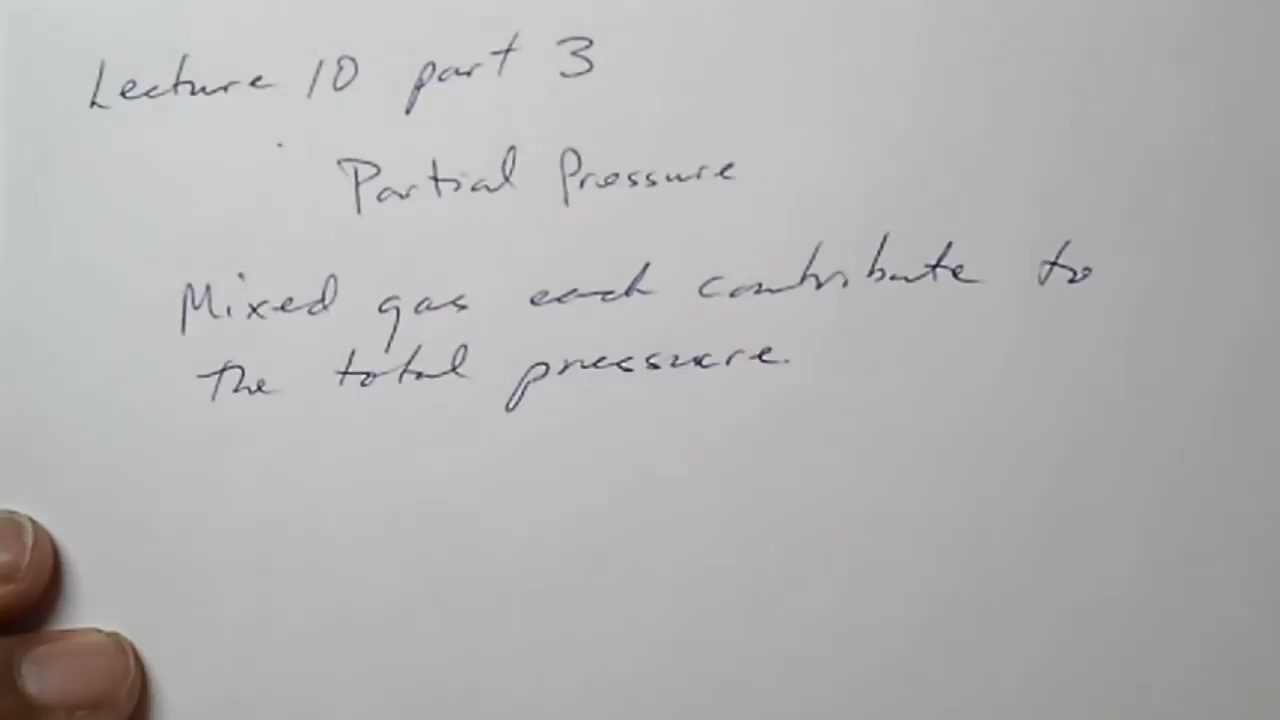 Lecture 10 part 3
Partial Pressure
Mixed gas each contribute to
the total pressure.